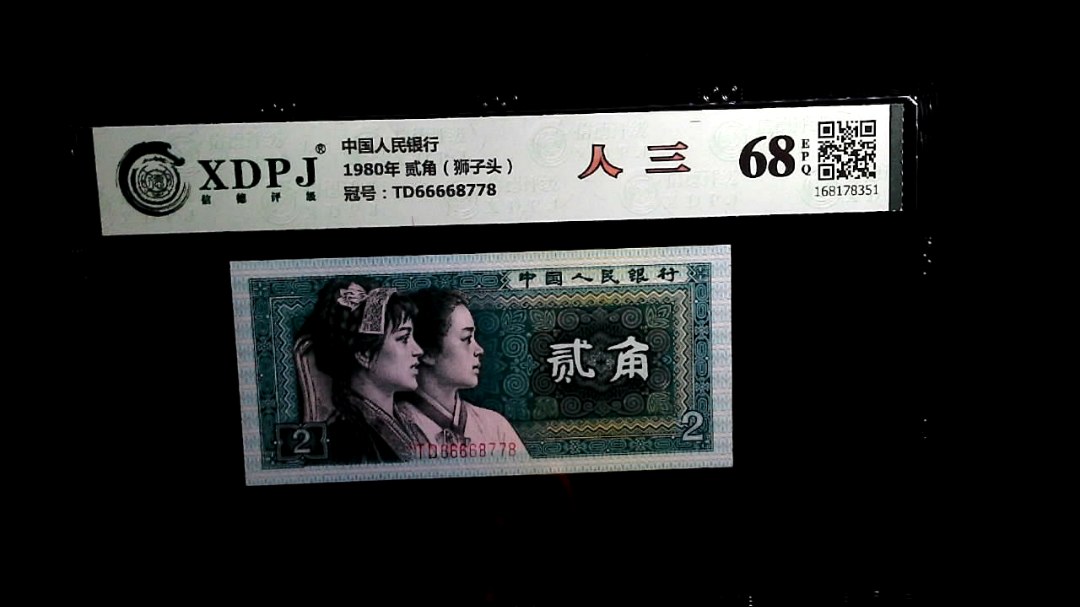 XDPJ®
信德评级
中国人民银行
1980年 贰角（狮子头）
冠号：TD66668778
人三
68 EPQ
168178351
中國人民銀行
贰角
2
2
TD66668778